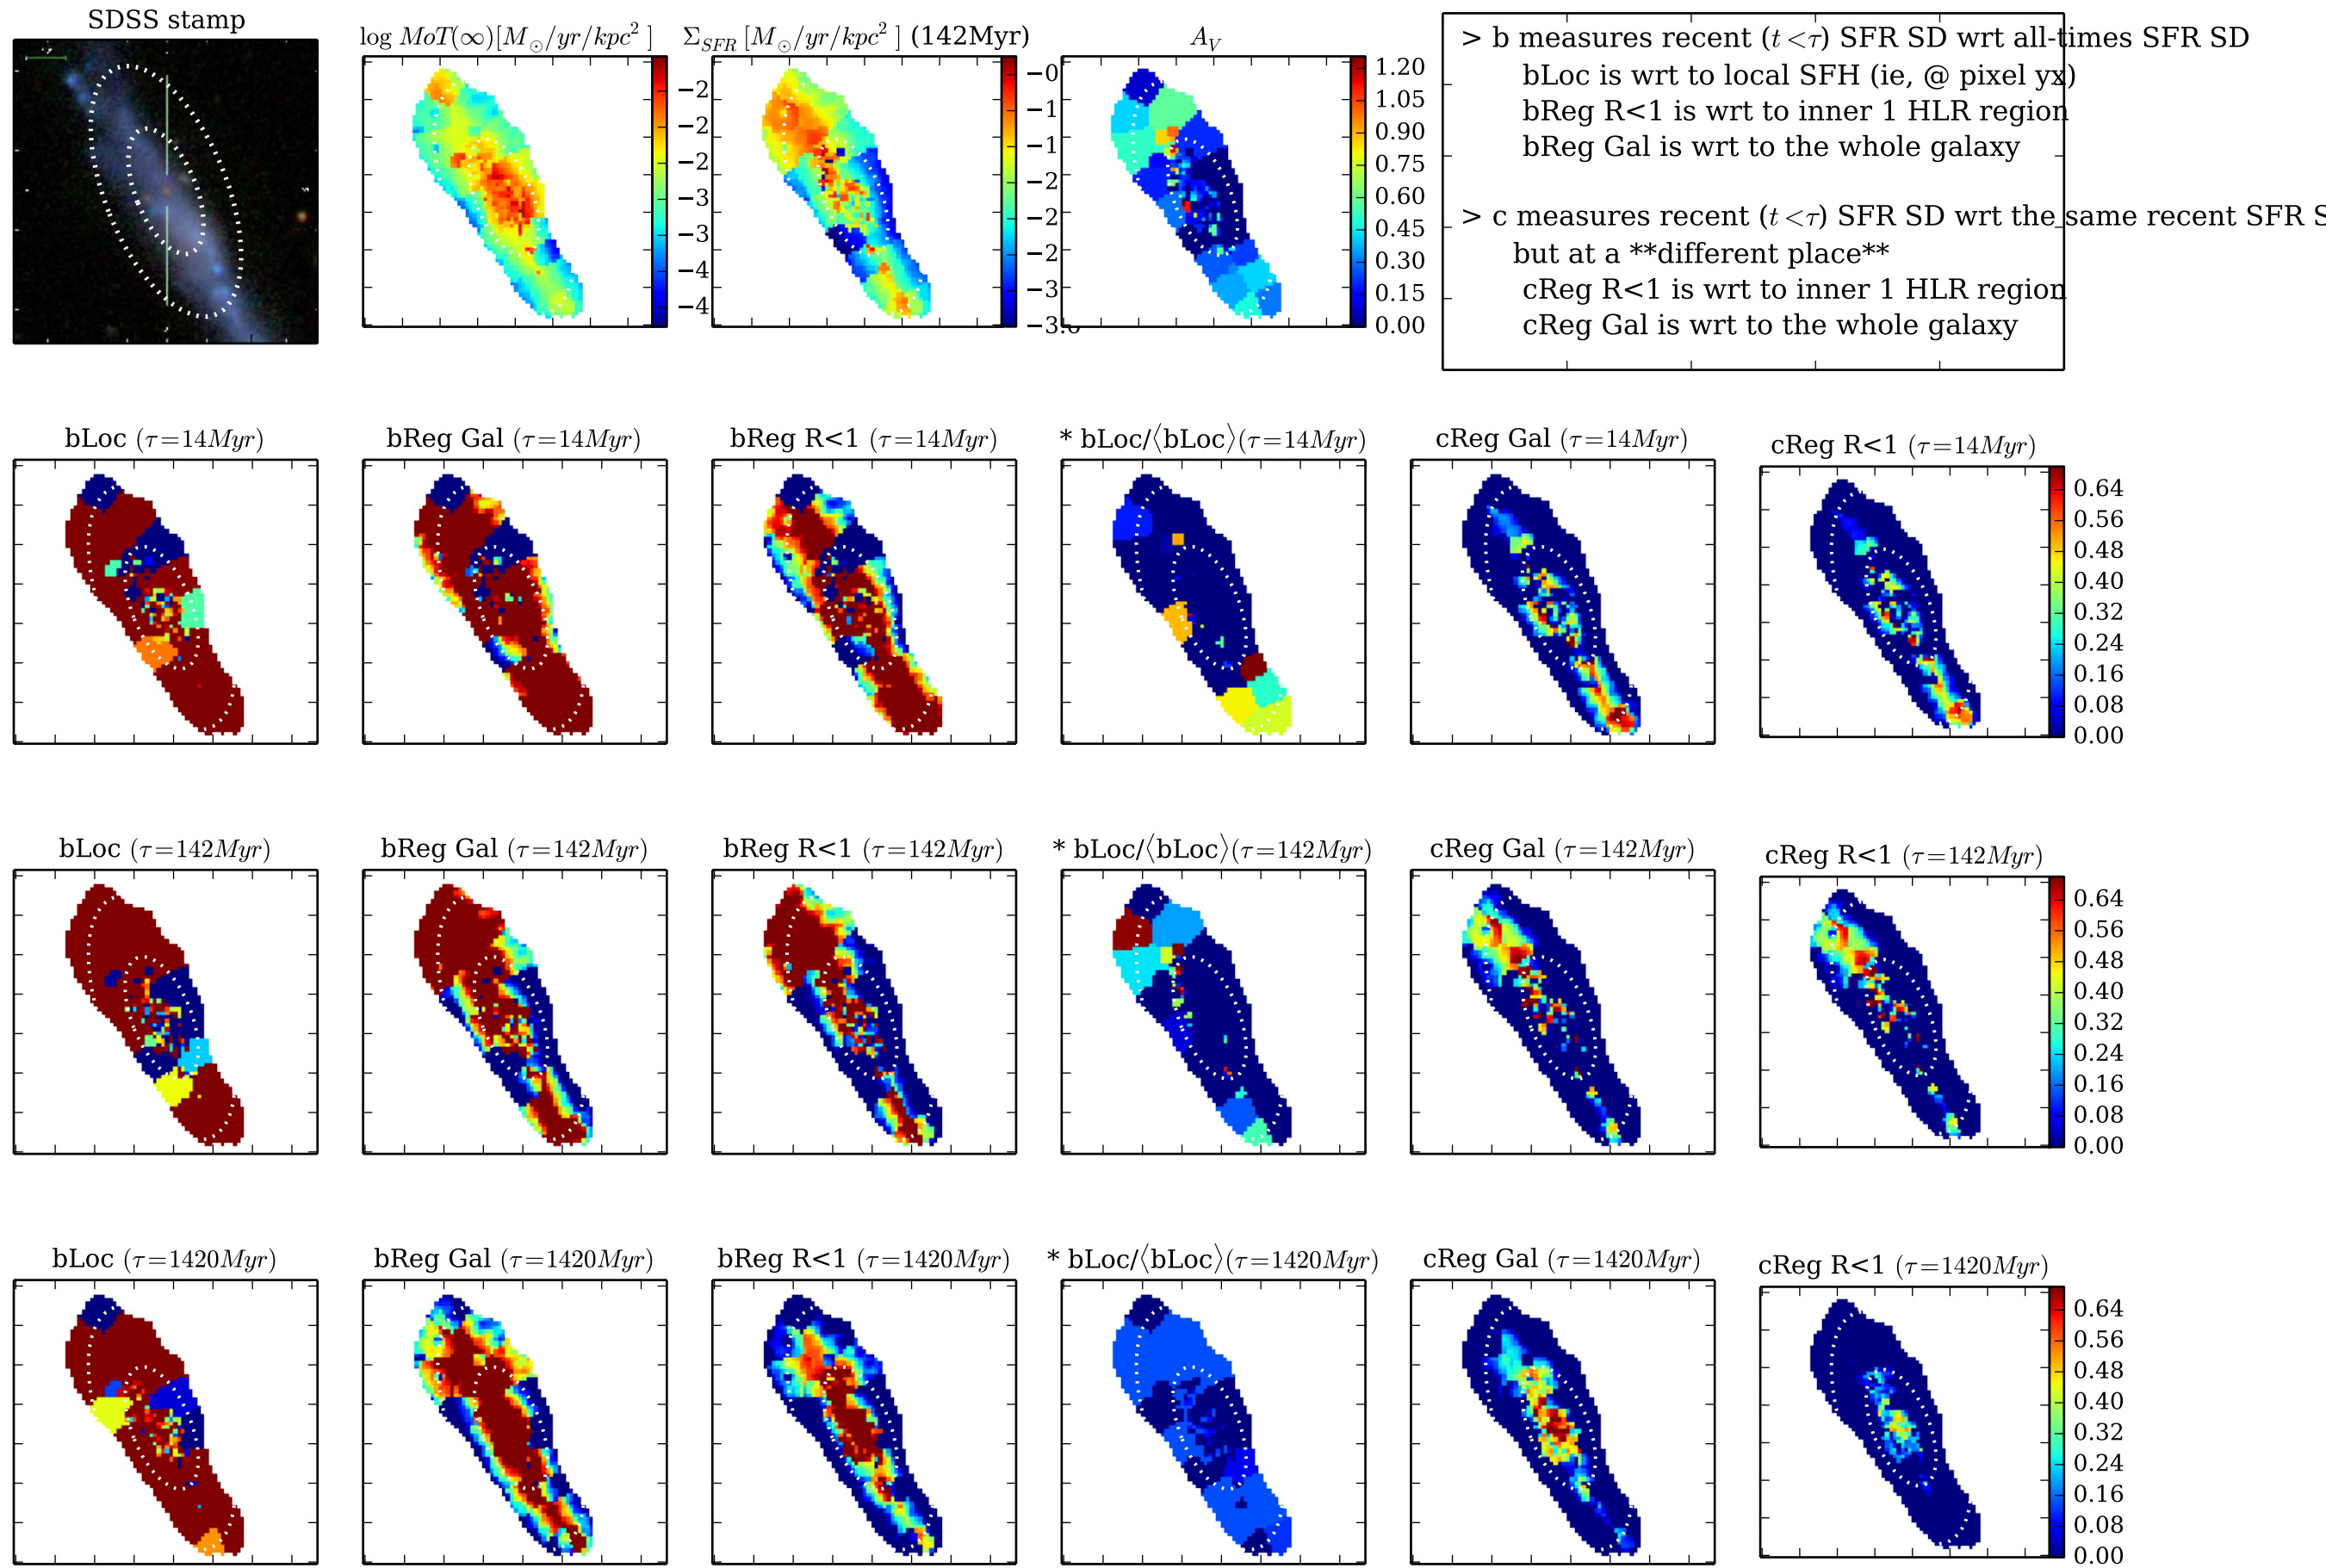 SDSS stamp
log MoT(∞)[M⊙/yr/kpc² ]
Σ_SFR [M⊙/yr/kpc² ] (142Myr)
A_V
−2
−2
−2
−3
−3
−4
−4
−0
−1
−1
−2
−2
−2
−3
1.20
1.05
0.90
0.75
0.60
0.45
0.30
0.15
0.00
> b measures recent (t <τ) SFR SD wrt all-times SFR SD
bLoc is wrt to local SFH (ie, @ pixel yx)
bReg R<1 is wrt to inner 1 HLR region
bReg Gal is wrt to the whole galaxy
> c measures recent (t <τ) SFR SD wrt the same recent SFR S
but at a **different place**
cReg R<1 is wrt to inner 1 HLR region
cReg Gal is wrt to the whole galaxy
bLoc (τ=14Myr)
bReg Gal (τ=14Myr)
bReg R<1 (τ=14Myr)
* bLoc/⟨bLoc⟩(τ=14Myr)
cReg Gal (τ=14Myr)
cReg R<1 (τ=14Myr)
0.64
0.56
0.48
0.40
0.32
0.24
0.16
0.08
0.00
bLoc (τ=142Myr)
bReg Gal (τ=142Myr)
bReg R<1 (τ=142Myr)
* bLoc/⟨bLoc⟩(τ=142Myr)
cReg Gal (τ=142Myr)
cReg R<1 (τ=142Myr)
0.64
0.56
0.48
0.40
0.32
0.24
0.16
0.08
0.00
bLoc (τ=1420Myr)
bReg Gal (τ=1420Myr)
bReg R<1 (τ=1420Myr)
* bLoc/⟨bLoc⟩(τ=1420Myr)
cReg Gal (τ=1420Myr)
cReg R<1 (τ=1420Myr)
0.64
0.56
0.48
0.40
0.32
0.24
0.16
0.08
0.00